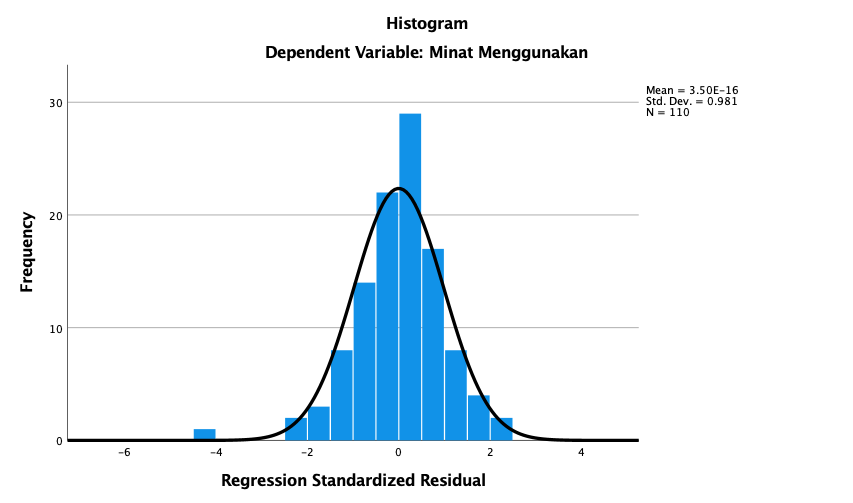 Histogram
Dependent Variable: Minat Menggunakan
Mean = 3.50E-16
Std. Dev. = 0.981
N = 110
Frequency
30
20
10
0
-6 -4 -2 0 2 4
Regression Standardized Residual